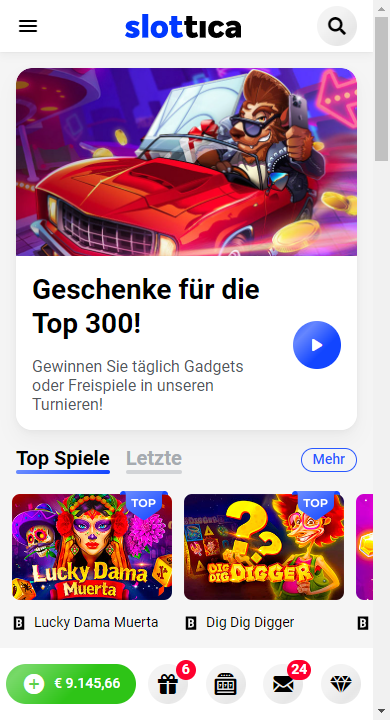 slottica
Geschenke für die
Top 300!
Gewinnen Sie täglich Gadgets
oder Freispiele in unseren
Turnieren!
Top Spiele
Letzte
Mehr
TOP
TOP
Lucky Dama
Muerta
DIG DIG
DIGGER
B Lucky Dama Muerta
B Dig Dig Digger
B
€ 9.145,66
6
24